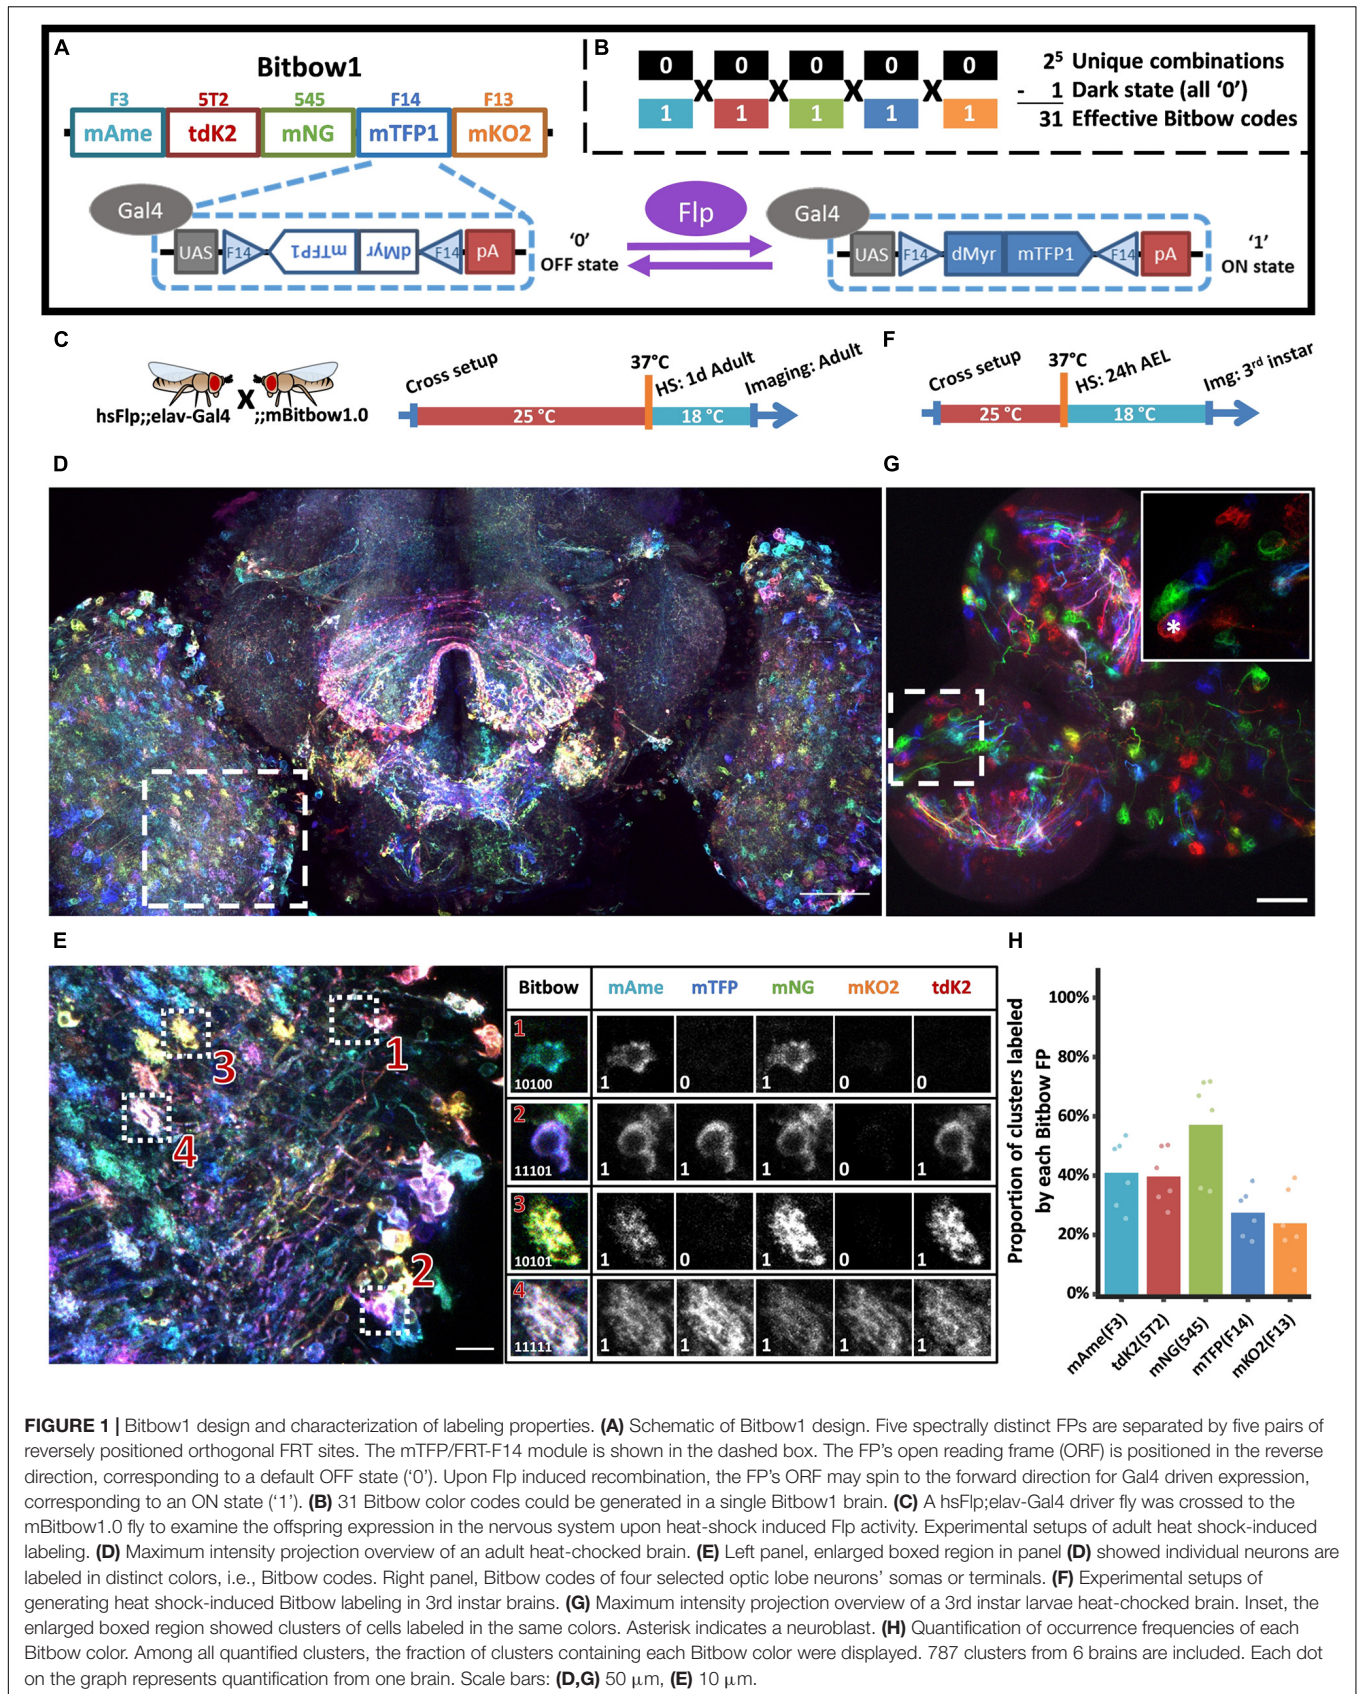 A
Bitbow1
F3 5T2 545 F14 F13
mAme tdK2 mNG mTFP1 mKO2
Gal4
UAS F14 mTFP1 dMyr F14 pA
'0'
OFF state
Flp
Gal4
UAS F14 dMyr mTFP1 F14 pA
'1'
ON state
B
0 0 0 0 0
X X X X
1 1 1 1 1
2⁵ Unique combinations
- 1 Dark state (all '0')
31 Effective Bitbow codes
C
hsFlp;;elav-Gal4 X ;;mBitbow1.0
Cross setup
37°C
HS: 1d Adult
Imaging: Adult
25 °C 18 °C
F
Cross setup
37°C
HS: 24h AEL
Img: 3rd instar
25 °C 18 °C
D
G
*
E
3
1
4
2
Bitbow mAme mTFP mNG mKO2 tdK2
1
10100 1 0 1 0 0
2
11101 1 1 1 0 1
3
10101 1 0 1 0 1
4
11111 1 1 1 1 1
H
Proportion of clusters labeled
by each Bitbow FP
100%
80%
60%
40%
20%
0%
mAme(F3)
tdK2(5T2)
mNG(545)
mTFP(F14)
mKO2(F13)
FIGURE 1 | Bitbow1 design and characterization of labeling properties. (A) Schematic of Bitbow1 design. Five spectrally distinct FPs are separated by five pairs of
reversely positioned orthogonal FRT sites. The mTFP/FRT-F14 module is shown in the dashed box. The FP's open reading frame (ORF) is positioned in the reverse
direction, corresponding to a default OFF state ('0'). Upon Flp induced recombination, the FP's ORF may spin to the forward direction for Gal4 driven expression,
corresponding to an ON state ('1'). (B) 31 Bitbow color codes could be generated in a single Bitbow1 brain. (C) A hsFlp;elav-Gal4 driver fly was crossed to the
mBitbow1.0 fly to examine the offspring expression in the nervous system upon heat-shock induced Flp activity. Experimental setups of adult heat shock-induced
labeling. (D) Maximum intensity projection overview of an adult heat-chocked brain. (E) Left panel, enlarged boxed region in panel (D) showed individual neurons are
labeled in distinct colors, i.e., Bitbow codes. Right panel, Bitbow codes of four selected optic lobe neurons' somas or terminals. (F) Experimental setups of
generating heat shock-induced Bitbow labeling in 3rd instar brains. (G) Maximum intensity projection overview of a 3rd instar larvae heat-chocked brain. Inset, the
enlarged boxed region showed clusters of cells labeled in the same colors. Asterisk indicates a neuroblast. (H) Quantification of occurrence frequencies of each
Bitbow color. Among all quantified clusters, the fraction of clusters containing each Bitbow color were displayed. 787 clusters from 6 brains are included. Each dot
on the graph represents quantification from one brain. Scale bars: (D,G) 50 μm, (E) 10 μm.